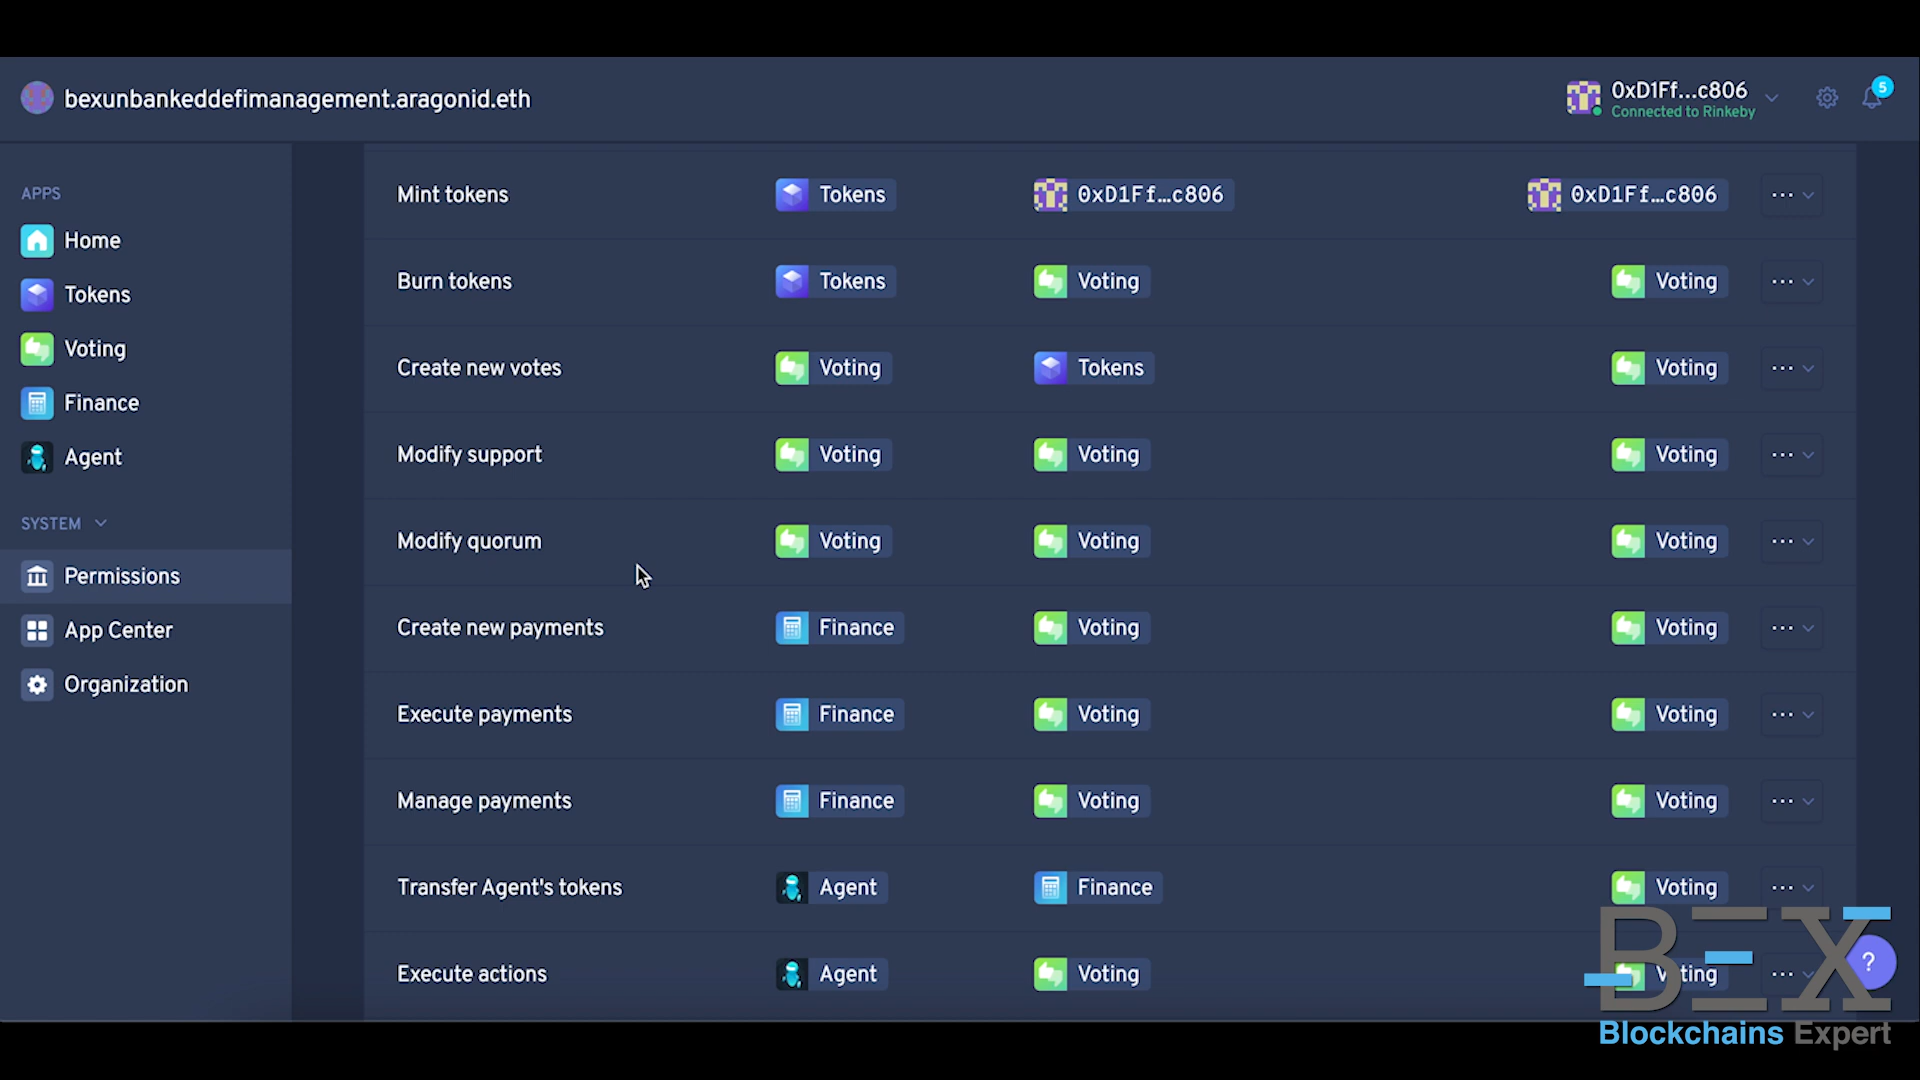 bexunbankeddefimanagement.aragonid.eth
0xD1Ff...c806
Connected to Rinkeby
5
APPS
Home
Tokens
Voting
Finance
Agent
SYSTEM
Permissions
App Center
Organization
Mint tokens Tokens 0xD1Ff...c806 0xD1Ff...c806 ...
Burn tokens Tokens Voting Voting ...
Create new votes Voting Tokens Voting ...
Modify support Voting Voting Voting ...
Modify quorum Voting Voting Voting ...
Create new payments Finance Voting Voting ...
Execute payments Finance Voting Voting ...
Manage payments Finance Voting Voting ...
Transfer Agent's tokens Agent Finance Voting ...
Execute actions Agent Voting Voting ...
?
BEX
Blockchains Expert